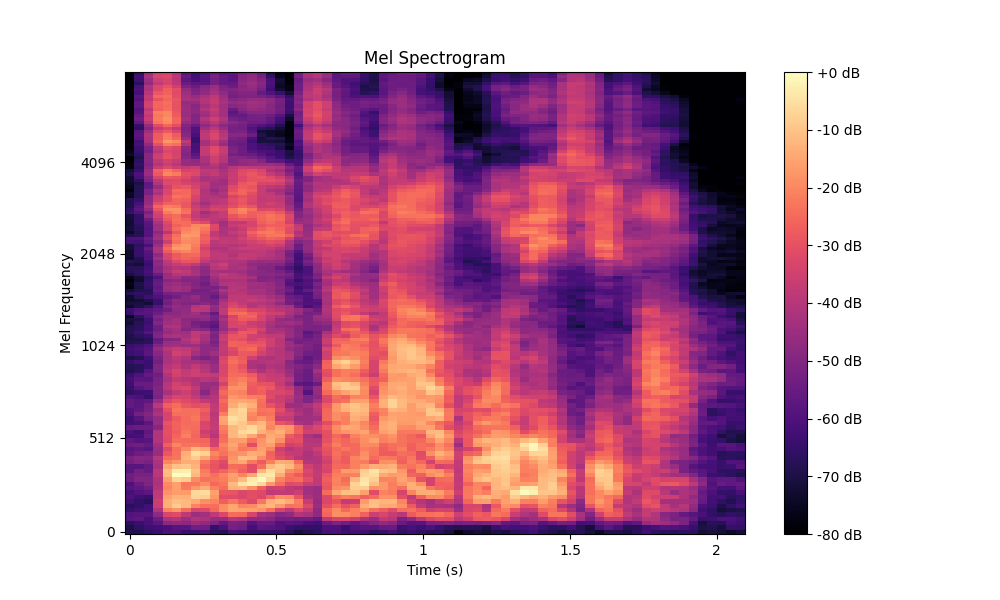 Mel Spectrogram
+0 dB
-10 dB
-20 dB
-30 dB
-40 dB
-50 dB
-60 dB
-70 dB
-80 dB
Mel Frequency
4096
2048
1024
512
0
0
0.5
1
1.5
2
Time (s)